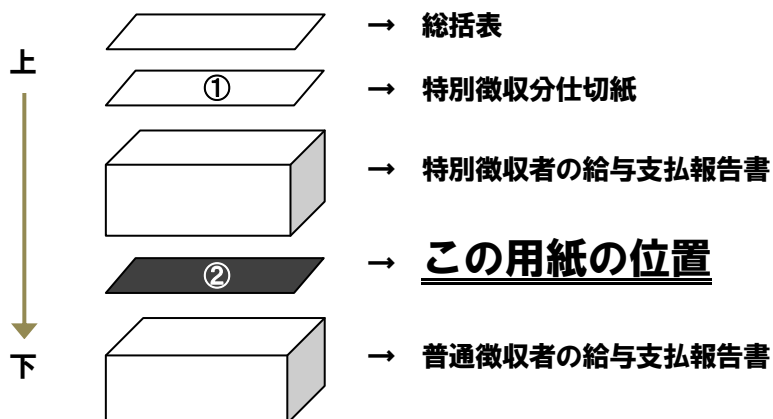 → 総括表
上
① → 特別徴収分仕切紙
→ 特別徴収者の給与支払報告書
② → この用紙の位置
下
→ 普通徴収者の給与支払報告書